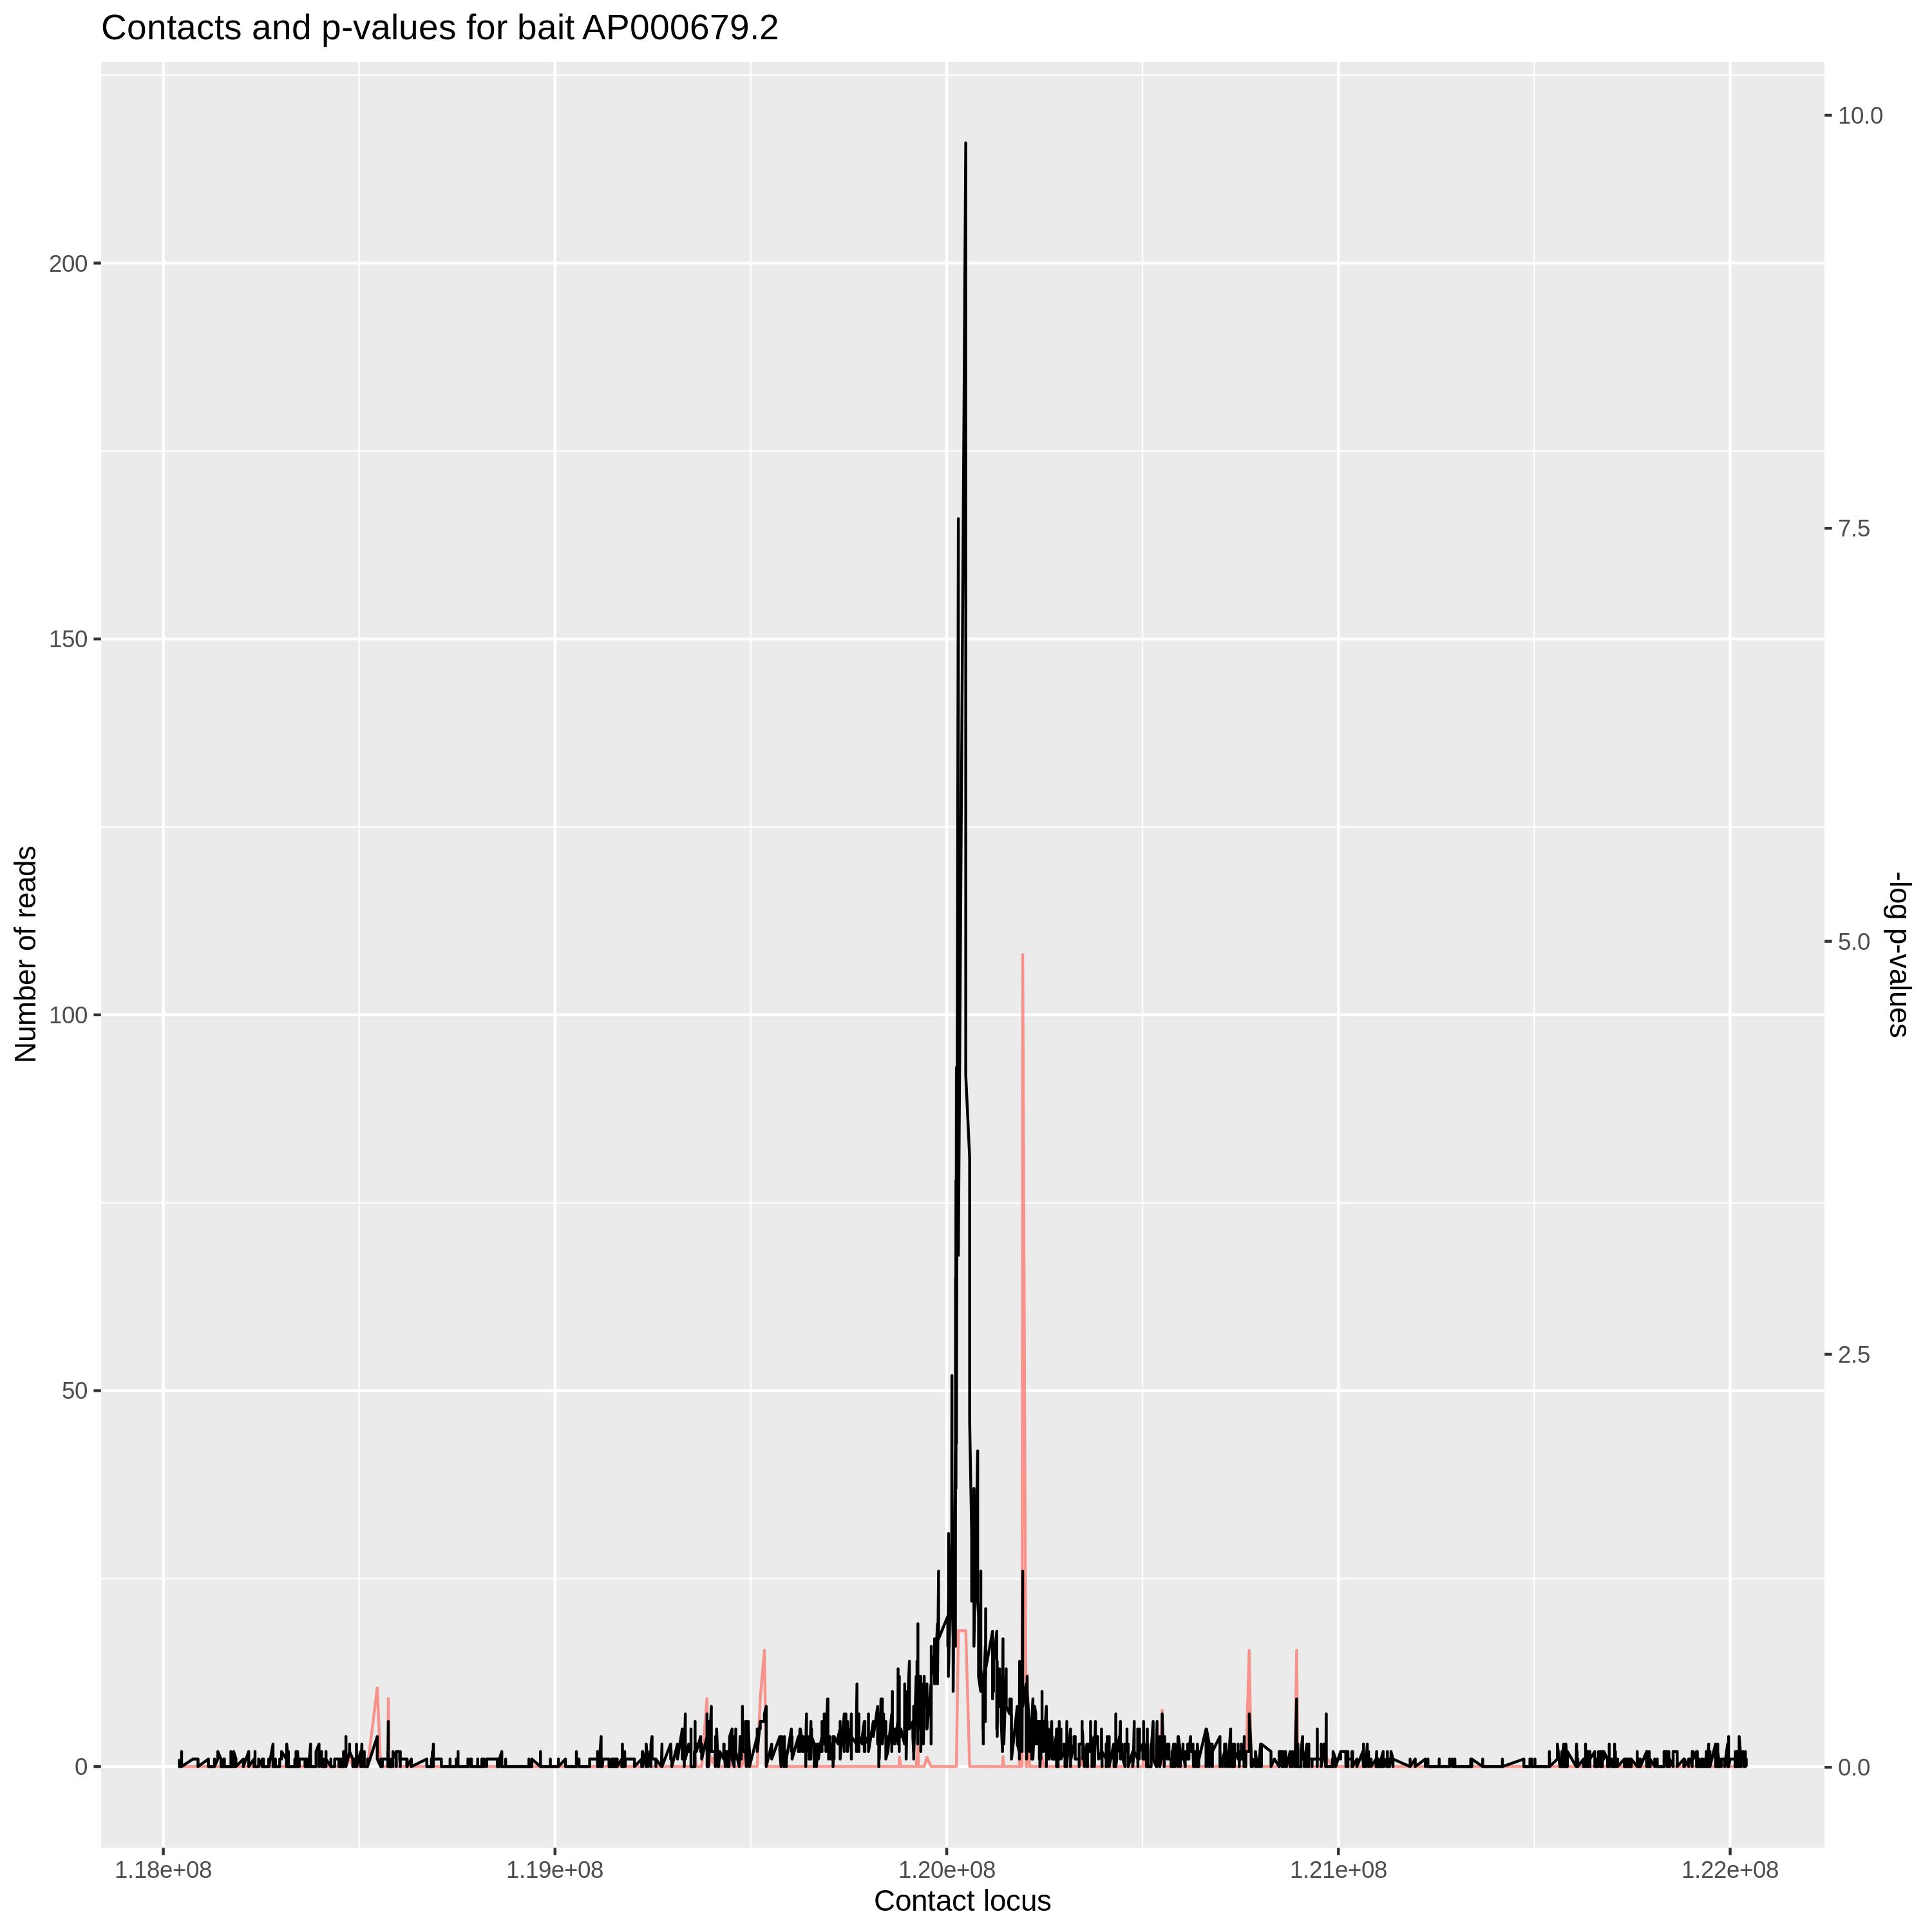 Contacts and p-values for bait AP000679.2
10.0
200
7.5
150
Number of reads
5.0
-log p-values
100
2.5
50
0
0.0
1.18e+08 1.19e+08 1.20e+08 1.21e+08 1.22e+08
Contact locus